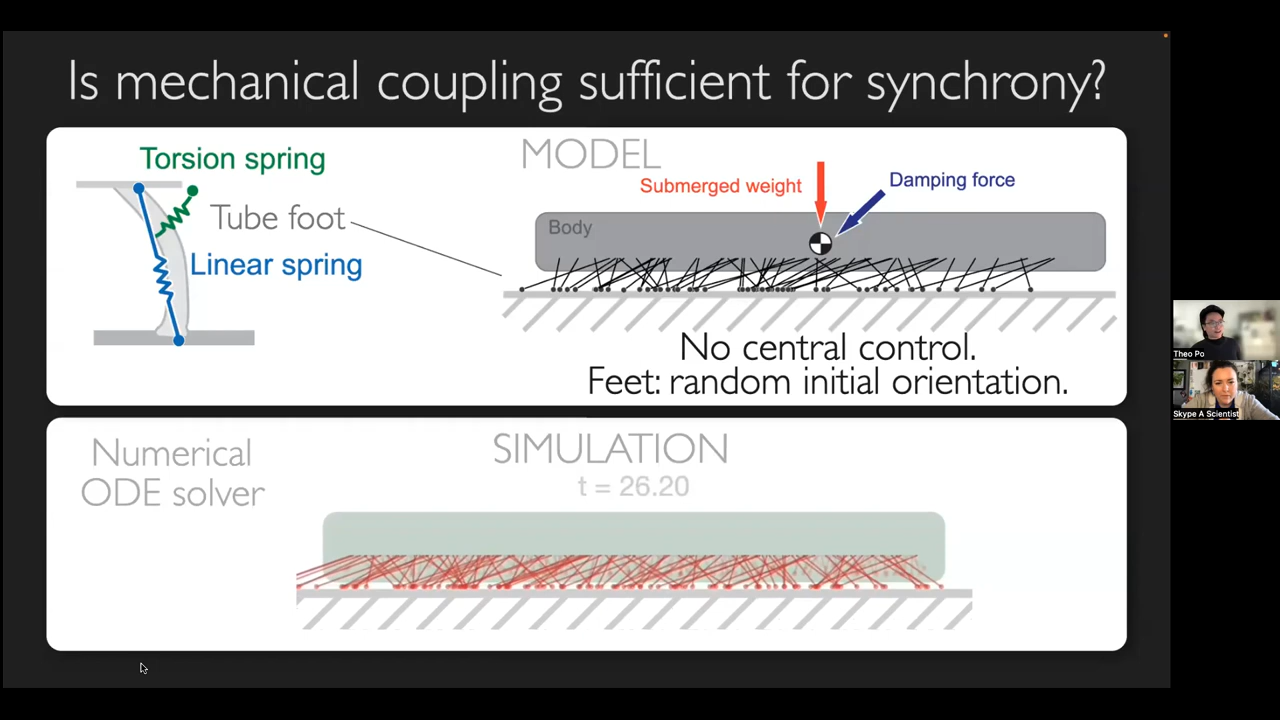 Is mechanical coupling sufficient for synchrony?
Torsion spring
Tube foot
Linear spring
MODEL
Submerged weight
Damping force
Body
No central control.
Feet: random initial orientation.
Numerical
ODE solver
SIMULATION
t = 26.20
Theo Po
Skype A Scientist